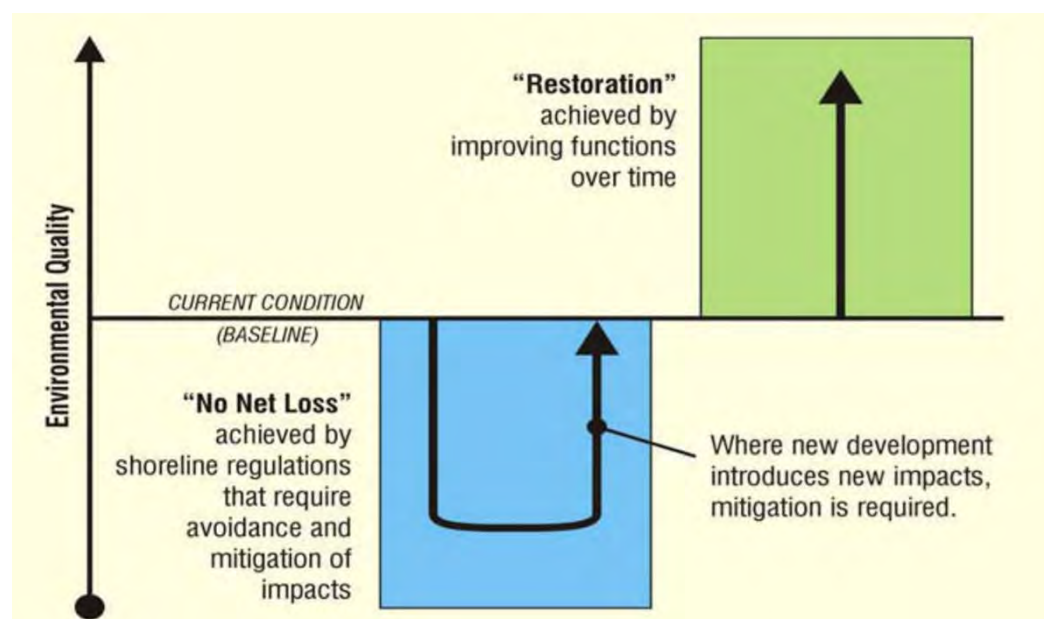 “Restoration”
achieved by
improving functions
over time
Environmental Quality
CURRENT CONDITION
(BASELINE)
“No Net Loss”
achieved by
shoreline regulations
that require
avoidance and
mitigation of
impacts
Where new development
introduces new impacts,
mitigation is required.